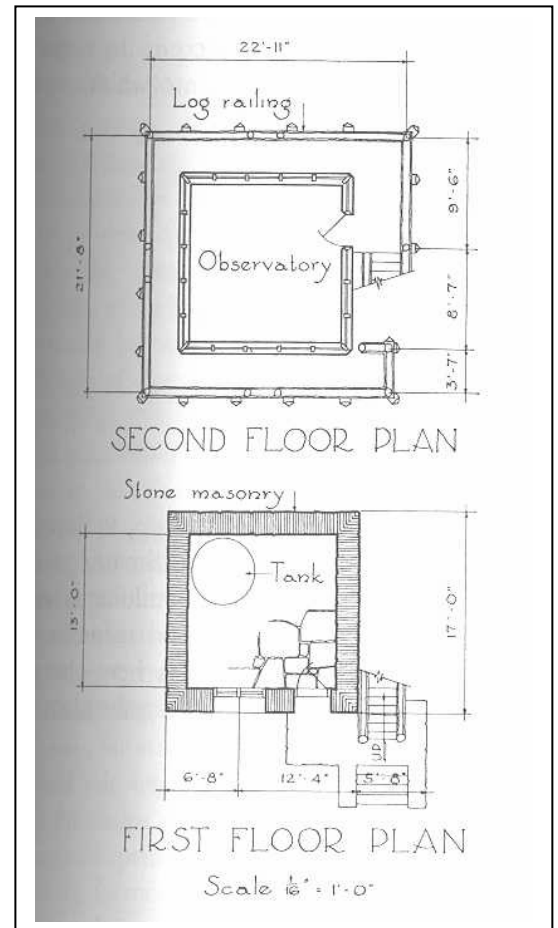 22'-11"
Log railing
9'-6"
21'-8"
Observatory
8'-7"
3'-7"
SECOND FLOOR PLAN
Stone masonry
Tank
13'-0"
17'-0"
UP
6'-8" 12'-4" 5'-8"
FIRST FLOOR PLAN
Scale 1/16" = 1'-0"